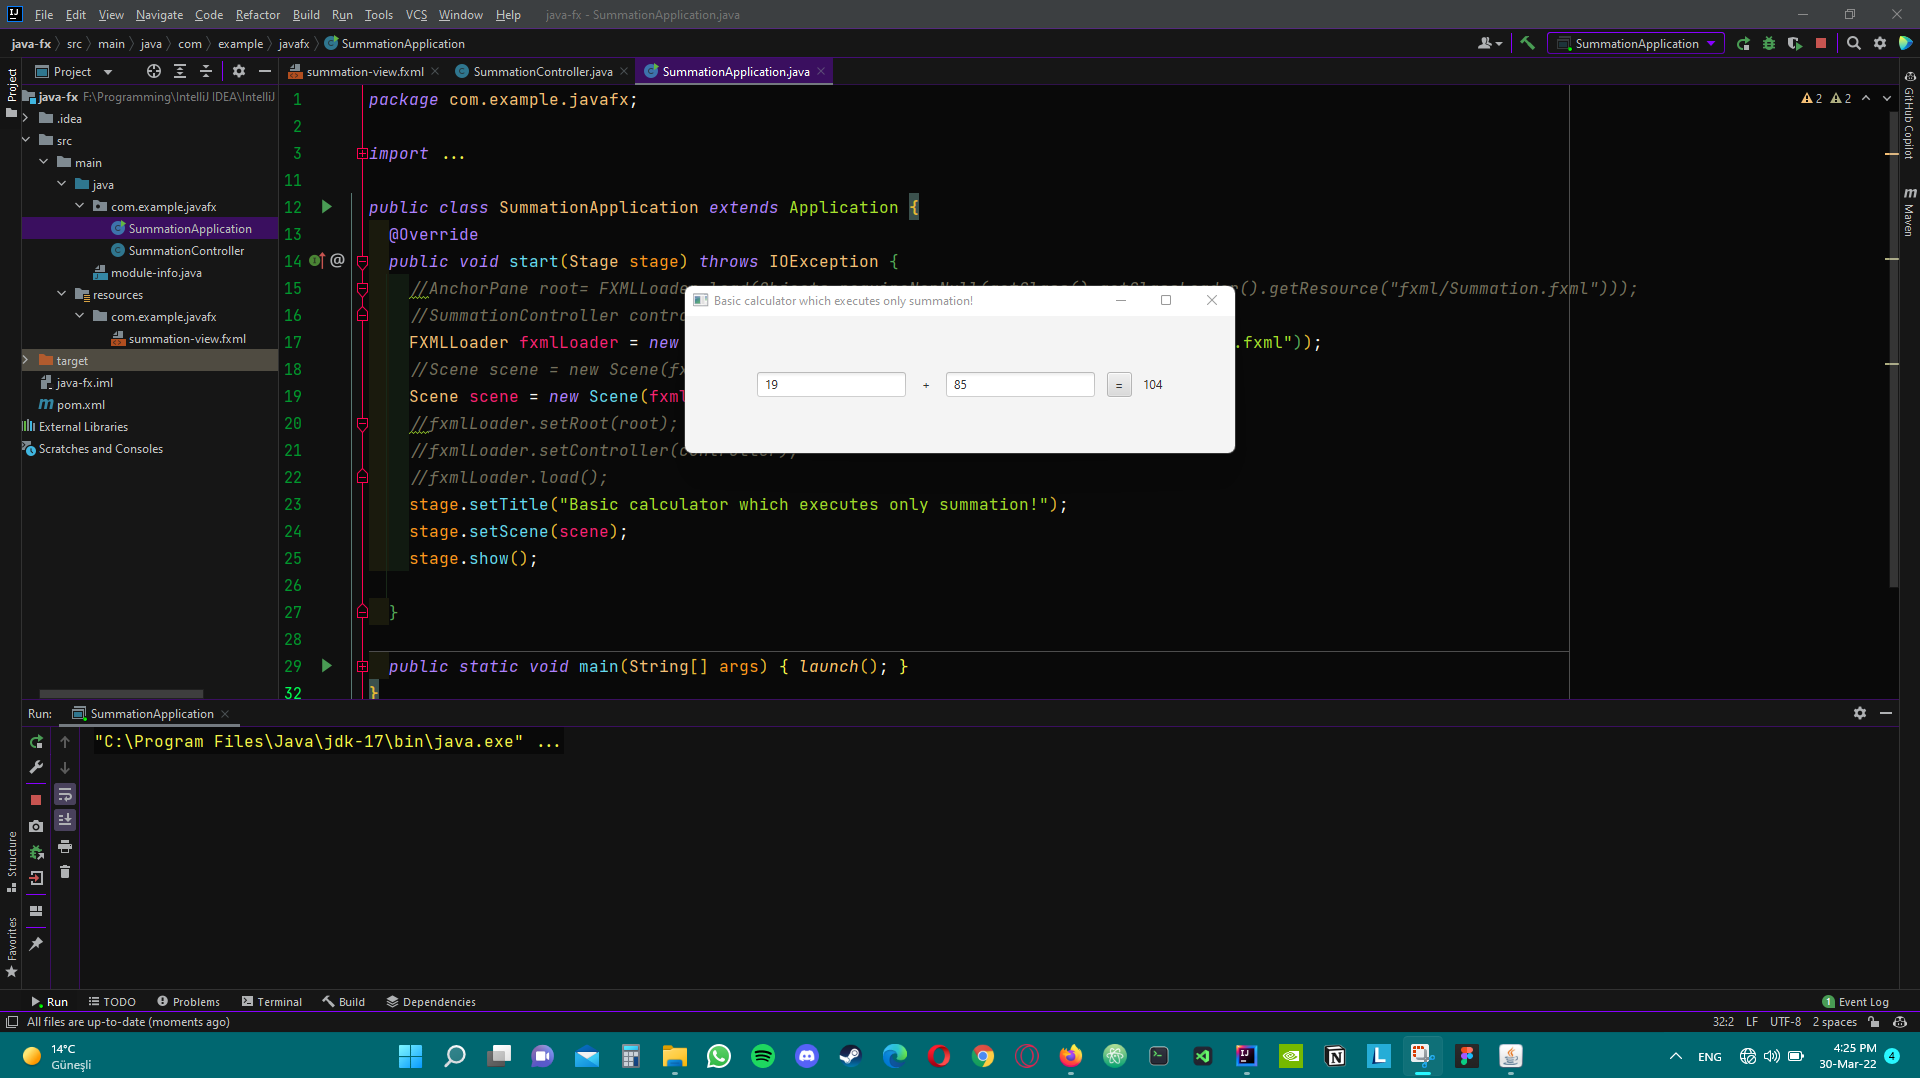 File Edit View Navigate Code Refactor Build Run Tools VCS Window Help java-fx - SummationApplication.java
java-fx src main java com example javafx SummationApplication
SummationApplication
Project
summation-view.fxml SummationController.java SummationApplication.java
Project
java-fx F:\Programming\IntelliJ IDEA\IntelliJ
.idea
src
main
java
com.example.javafx
SummationApplication
SummationController
module-info.java
resources
com.example.javafx
summation-view.fxml
target
java-fx.iml
pom.xml
External Libraries
Scratches and Consoles
2 2
1 package com.example.javafx;
2
3 import ...
11
12 public class SummationApplication extends Application {
13 @Override
14 public void start(Stage stage) throws IOException {
15 //AnchorPane root= FXMLLoade ().getResource("fxml/Summation.fxml")));
16 //SummationController contro
17 FXMLLoader fxmlLoader = new .fxml"));
18 //Scene scene = new Scene(fx
19 Scene scene = new Scene(fxml
20 //fxmlLoader.setRoot(root);
21 //fxmlLoader.setController(controller);
22 //fxmlLoader.load();
23 stage.setTitle("Basic calculator which executes only summation!");
24 stage.setScene(scene);
25 stage.show();
26
27 }
28
29 public static void main(String[] args) { launch(); }
32 }
Basic calculator which executes only summation!
19 + 85 = 104
GitHub Copilot
Maven
Run: SummationApplication
"C:\Program Files\Java\jdk-17\bin\java.exe" ...
Structure
Favorites
Run TODO Problems Terminal Build Dependencies
1 Event Log
All files are up-to-date (moments ago)
32:2 LF UTF-8 2 spaces
14°C
Güneşli
ENG
4:25 PM
30-Mar-22
4